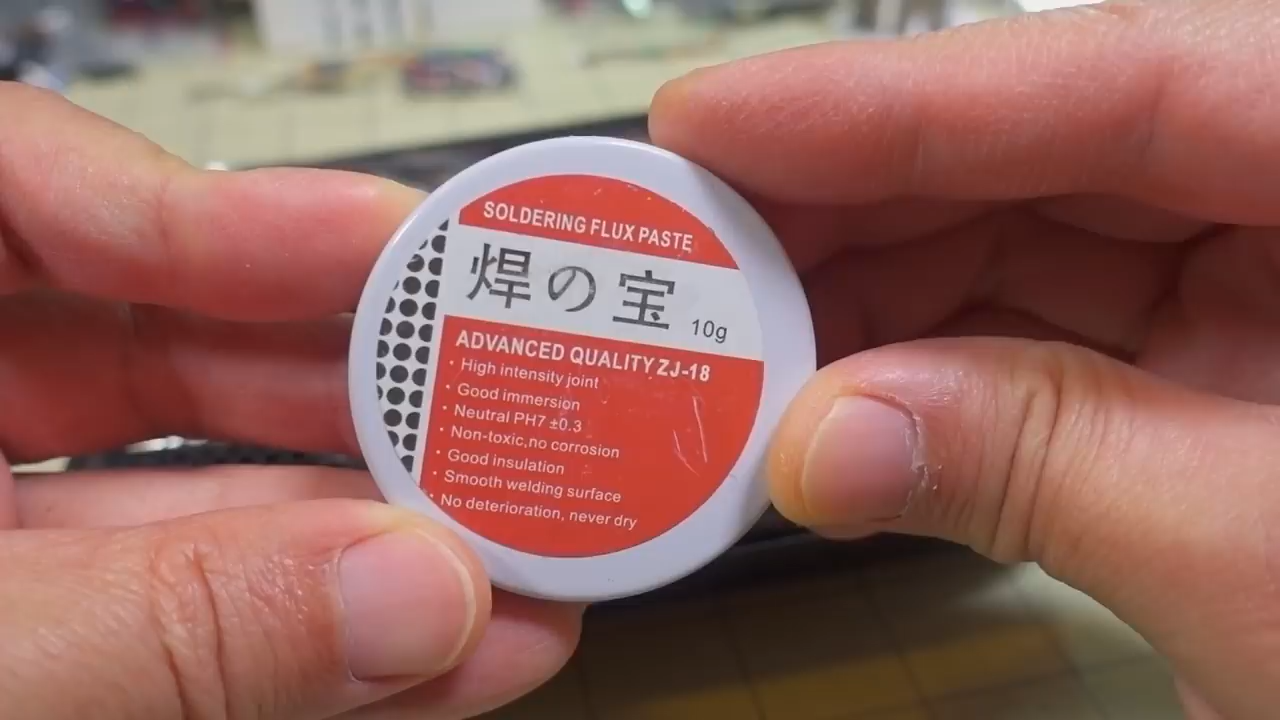 SOLDERING FLUX PASTE
焊の宝 10g
ADVANCED QUALITY ZJ-18
· High intensity joint
· Good immersion
· Neutral PH7 ±0.3
· Non-toxic,no corrosion
· Good insulation
· Smooth welding surface
· No deterioration, never dry